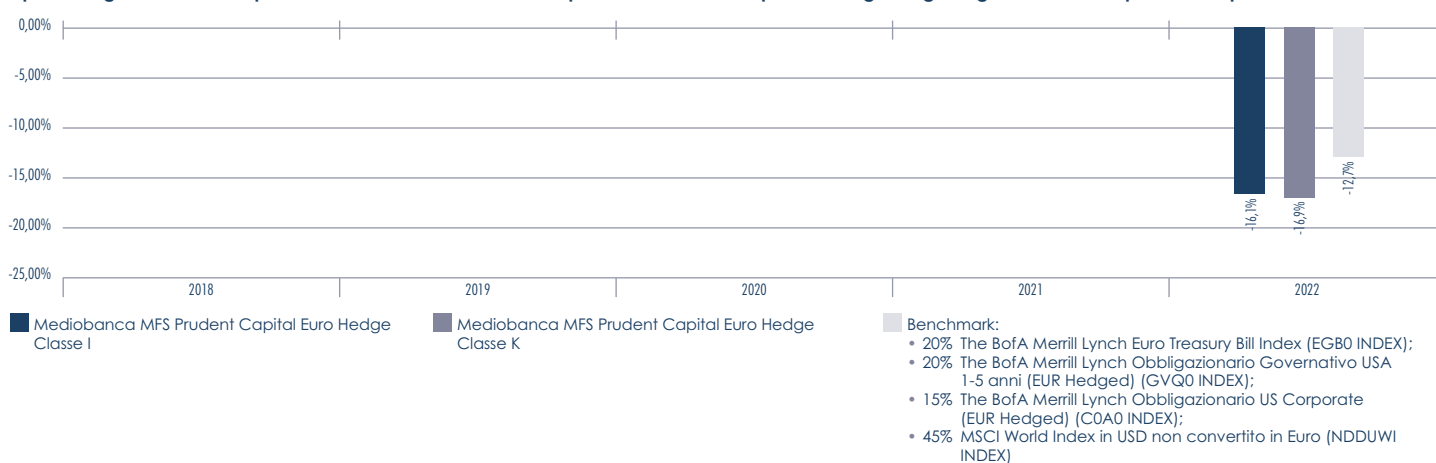 0,00%
-5,00%
-10,00%
-15,00%
-20,00%
-25,00%
-16,1%
-16,9%
-12,7%
2018
2019
2020
2021
2022
Mediobanca MFS Prudent Capital Euro Hedge
Classe I
Mediobanca MFS Prudent Capital Euro Hedge
Classe K
Benchmark:
• 20% The BofA Merrill Lynch Euro Treasury Bill Index (EGB0 INDEX);
• 20% The BofA Merrill Lynch Obbligazionario Governativo USA
1-5 anni (EUR Hedged) (GVQ0 INDEX);
• 15% The BofA Merrill Lynch Obbligazionario US Corporate
(EUR Hedged) (C0A0 INDEX);
• 45% MSCI World Index in USD non convertito in Euro (NDDUWI
INDEX)